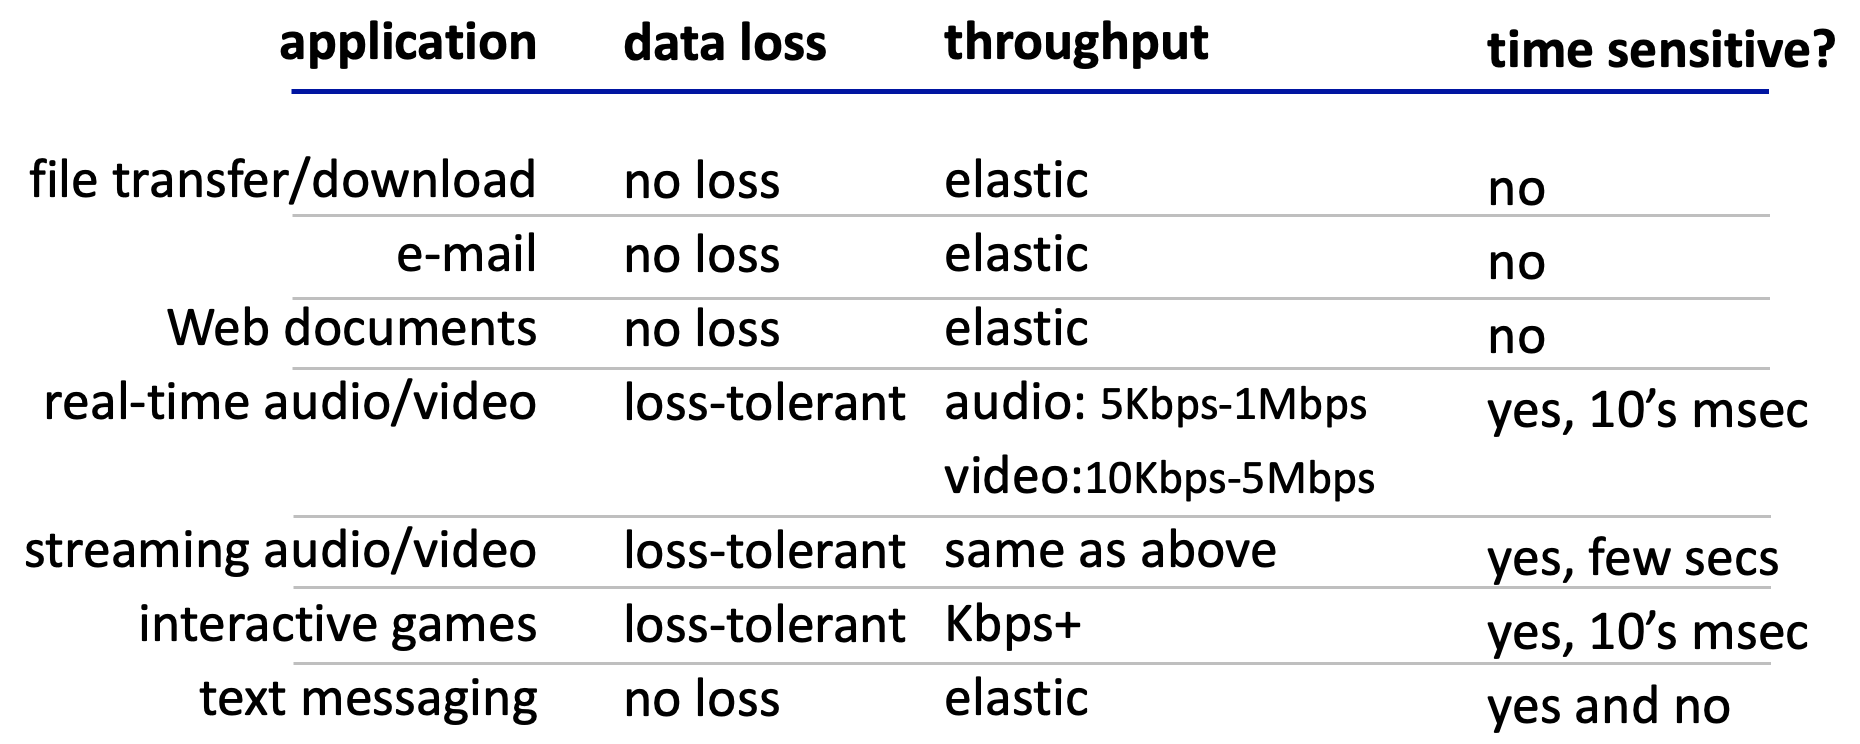 application data loss throughput time sensitive?
file transfer/download no loss elastic no
e-mail no loss elastic no
Web documents no loss elastic no
real-time audio/video loss-tolerant audio: 5Kbps-1Mbps yes, 10’s msec
video:10Kbps-5Mbps
streaming audio/video loss-tolerant same as above yes, few secs
interactive games loss-tolerant Kbps+ yes, 10’s msec
text messaging no loss elastic yes and no